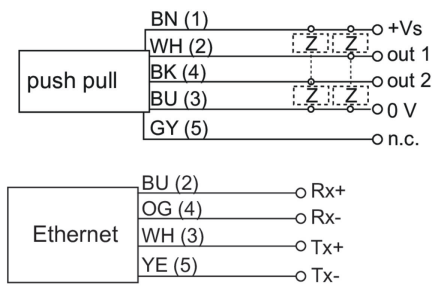 BN (1) +Vs
Z Z
WH (2) out 1
push pull
BK (4) out 2
Z Z
BU (3) 0 V
GY (5) n.c.
BU (2) Rx+
OG (4) Rx-
Ethernet
WH (3) Tx+
YE (5) Tx-